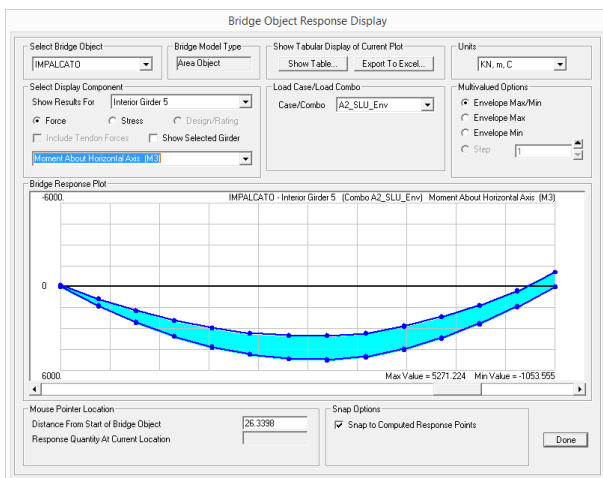 Bridge Object Response Display
Select Bridge Object
IMPALCATO
Bridge Model Type
Area Object
Show Tabular Display of Current Plot
Show Table...
Export To Excel...
Units
KN, m, C
Select Display Component
Show Results For
Interior Girder 5
Force
Stress
Design/Rating
Include Tendon Forces
Show Selected Girder
Moment About Horizontal Axis (M3)
Load Case/Load Combo
Case/Combo
A2_SLU_Env
Multivalued Options
Envelope Max/Min
Envelope Max
Envelope Min
Step
1
Bridge Response Plot
-6000.
IMPALCATO - Interior Girder 5 (Combo A2_SLU_Env) Moment About Horizontal Axis (M3)
0
6000.
Max Value = 5271.224 Min Value = -1053.555
Mouse Pointer Location
Distance From Start of Bridge Object
26.3398
Response Quantity At Current Location
Snap Options
Snap to Computed Response Points
Done